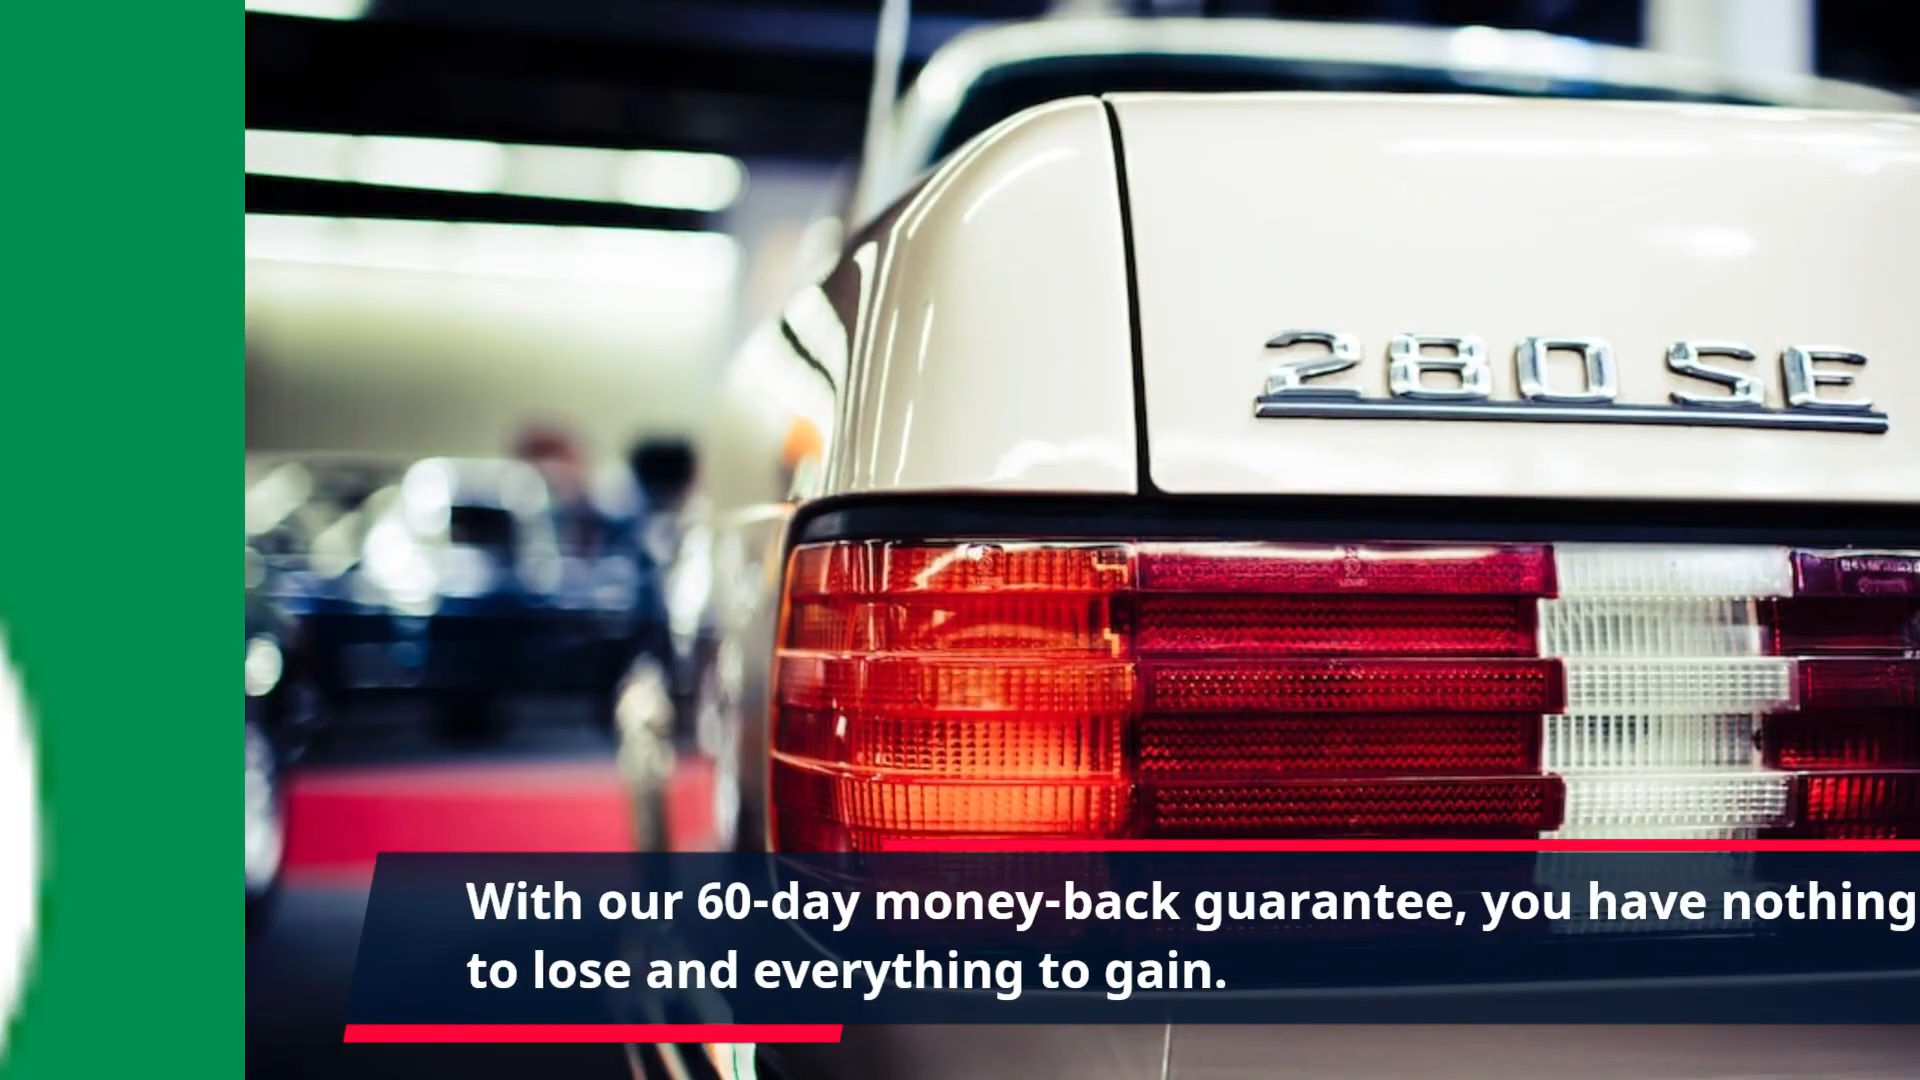 280 SE
With our 60-day money-back guarantee, you have nothing
to lose and everything to gain.